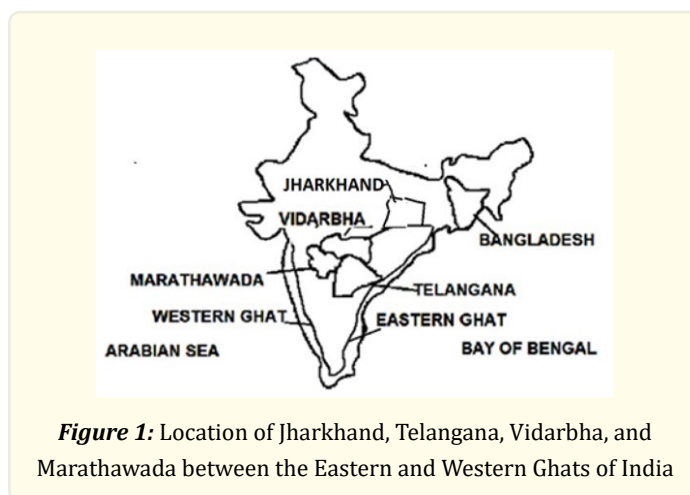 JHARKHAND
VIDARBHA
BANGLADESH
MARATHAWADA
TELANGANA
WESTERN GHAT
EASTERN GHAT
ARABIAN SEA
BAY OF BENGAL
Figure 1: Location of Jharkhand, Telangana, Vidarbha, and
Marathawada between the Eastern and Western Ghats of India